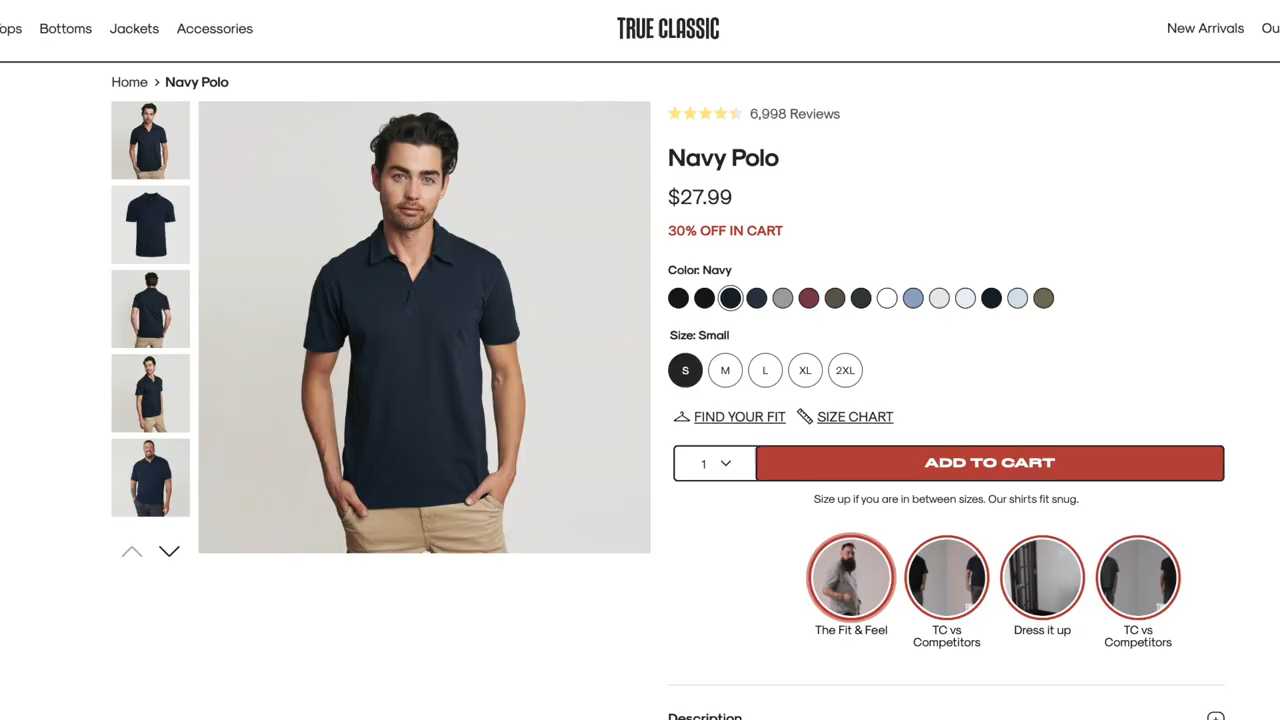 ops Bottoms Jackets Accessories
TRUE CLASSIC
New Arrivals Ou
Home > Navy Polo
6,998 Reviews
Navy Polo
$27.99
30% OFF IN CART
Color: Navy
Size: Small
S M L XL 2XL
FIND YOUR FIT SIZE CHART
1 ADD TO CART
Size up if you are in between sizes. Our shirts fit snug.
The Fit & Feel
TC vs
Competitors
Dress it up
TC vs
Competitors
Description